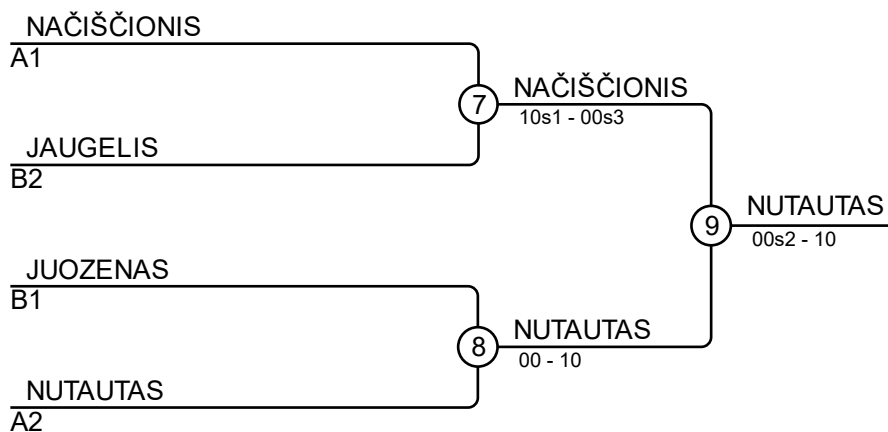 NAČIŠČIONIS
A1
7
NAČIŠČIONIS
10s1 - 00s3
JAUGELIS
B2
9
NUTAUTAS
00s2 - 10
JUOZENAS
B1
8
NUTAUTAS
00 - 10
NUTAUTAS
A2